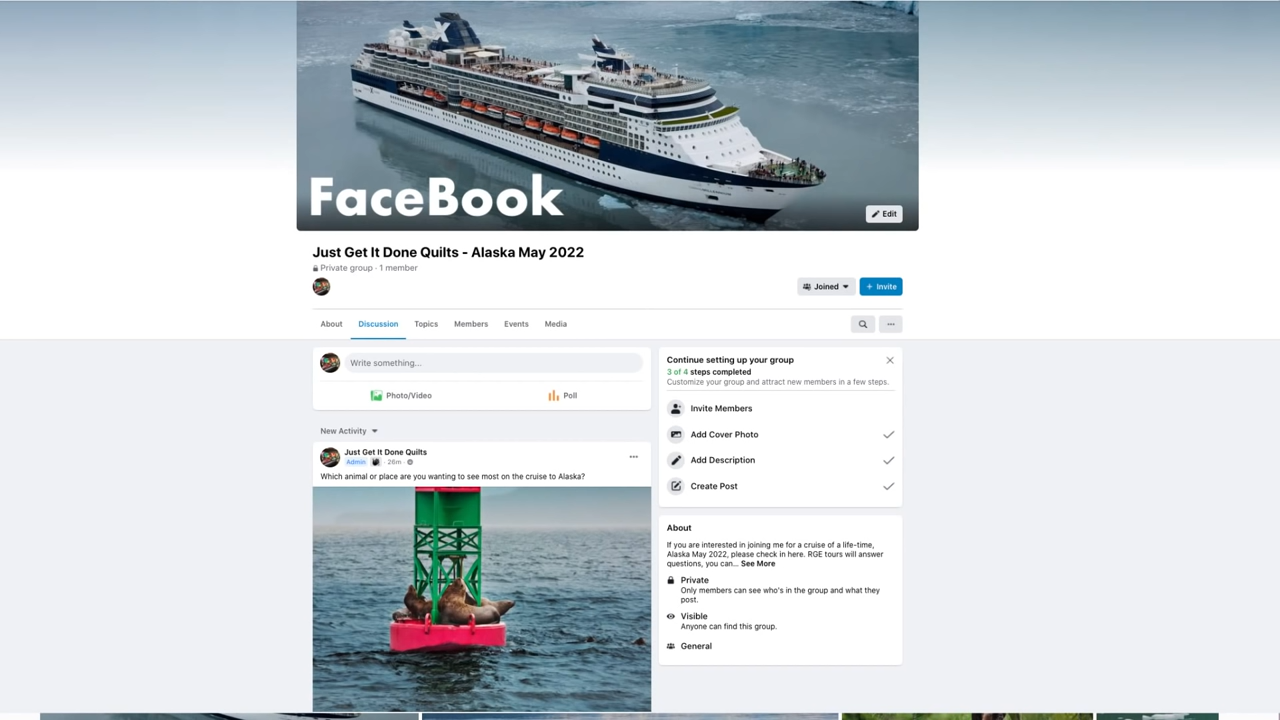 X
FaceBook
Edit
Just Get It Done Quilts - Alaska May 2022
Private group · 1 member
Joined
+ Invite
About
Discussion
Topics
Members
Events
Media
Write something...
Photo/Video
Poll
New Activity
Just Get It Done Quilts
Admin · 26m ·
Which animal or place are you wanting to see most on the cruise to Alaska?
Continue setting up your group
3 of 4 steps completed
Customize your group and attract new members in a few steps.
Invite Members
Add Cover Photo
Add Description
Create Post
About
If you are interested in joining me for a cruise of a life-time,
Alaska May 2022, please check in here. RGE tours will answer
questions, you can... See More
Private
Only members can see who's in the group and what they
post.
Visible
Anyone can find this group.
General